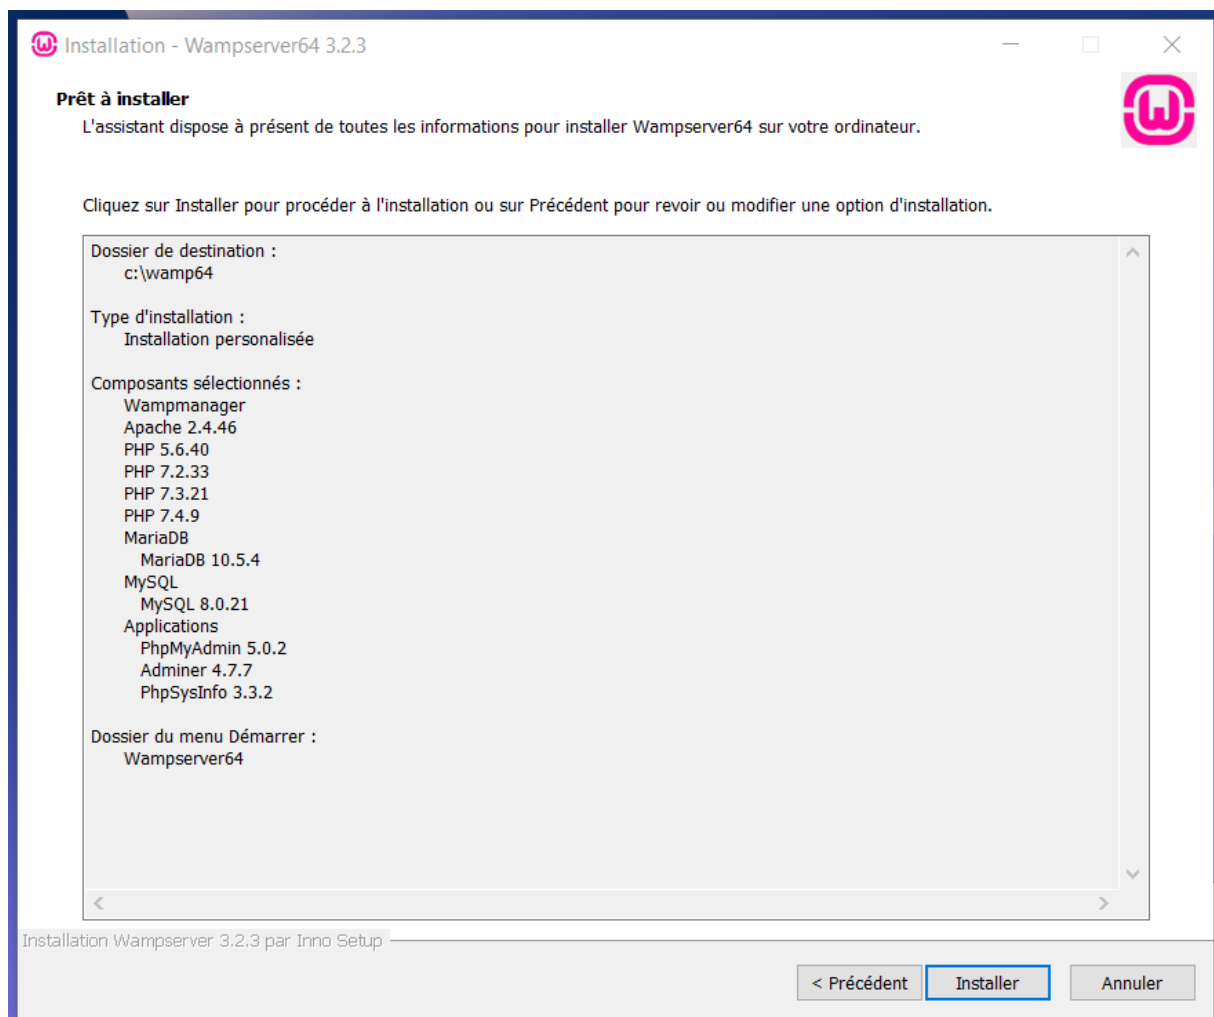 Installation - Wampserver64 3.2.3
Prêt à installer
L'assistant dispose à présent de toutes les informations pour installer Wampserver64 sur votre ordinateur.
Cliquez sur Installer pour procéder à l'installation ou sur Précédent pour revoir ou modifier une option d'installation.
Dossier de destination :
c:\wamp64
Type d'installation :
Installation personalisée
Composants sélectionnés :
Wampmanager
Apache 2.4.46
PHP 5.6.40
PHP 7.2.33
PHP 7.3.21
PHP 7.4.9
MariaDB
MariaDB 10.5.4
MySQL
MySQL 8.0.21
Applications
PhpMyAdmin 5.0.2
Adminer 4.7.7
PhpSysInfo 3.3.2
Dossier du menu Démarrer :
Wampserver64
Installation Wampserver 3.2.3 par Inno Setup
< Précédent Installer Annuler